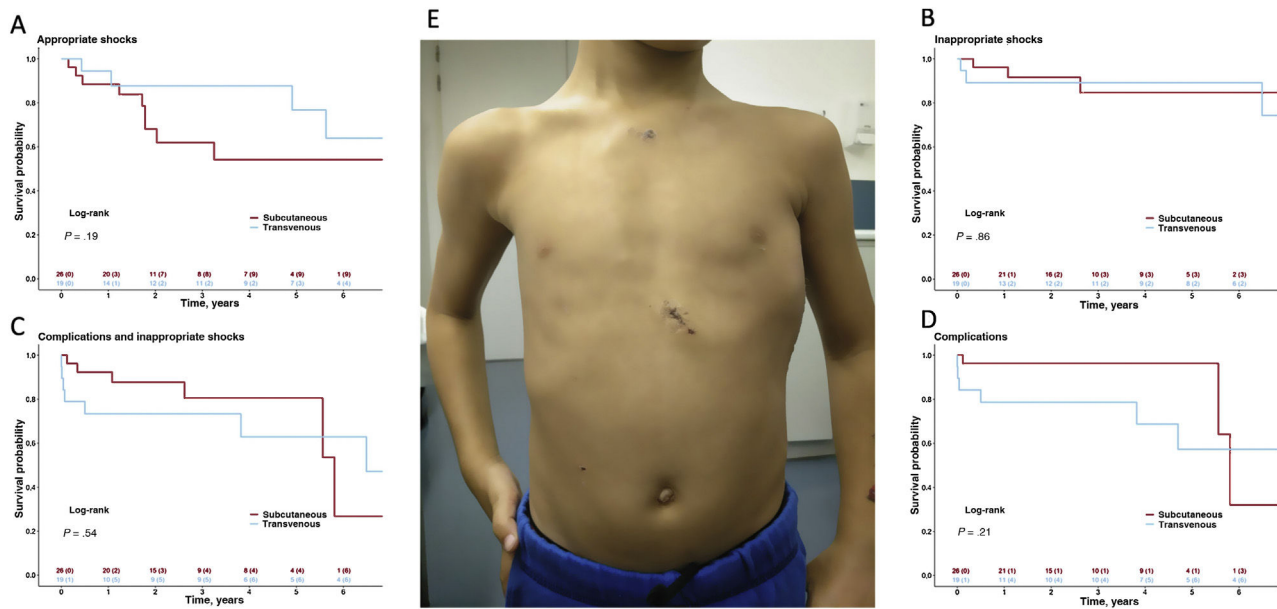 A
Appropriate shocks
Survival probability
1.0
0.8
0.6
0.4
0.2
0.0
Log-rank
P = .19
Subcutaneous
Transvenous
26 (0) 20 (3) 11 (7) 8 (8) 7 (9) 4 (9) 1 (9)
19 (0) 14 (1) 12 (2) 11 (2) 9 (2) 7 (3) 4 (4)
0 1 2 3 4 5 6
Time, years
E
B
Inappropriate shocks
Survival probability
1.0
0.8
0.6
0.4
0.2
0.0
Log-rank
P = .86
Subcutaneous
Transvenous
26 (0) 21 (1) 16 (2) 10 (3) 9 (3) 5 (3) 2 (3)
19 (0) 13 (2) 12 (2) 11 (2) 9 (2) 8 (2) 6 (2)
0 1 2 3 4 5 6
Time, years
C
Complications and inappropriate shocks
Survival probability
1.0
0.8
0.6
0.4
0.2
0.0
Log-rank
P = .54
Subcutaneous
Transvenous
26 (0) 20 (2) 15 (3) 9 (4) 8 (4) 4 (4) 1 (6)
19 (1) 10 (5) 9 (5) 9 (5) 6 (6) 5 (6) 4 (6)
0 1 2 3 4 5 6
Time, years
D
Complications
Survival probability
1.0
0.8
0.6
0.4
0.2
0.0
Log-rank
P = .21
Subcutaneous
Transvenous
26 (0) 21 (1) 15 (1) 10 (1) 9 (1) 4 (1) 1 (3)
19 (1) 11 (4) 10 (4) 10 (4) 7 (5) 5 (6) 4 (6)
0 1 2 3 4 5 6
Time, years